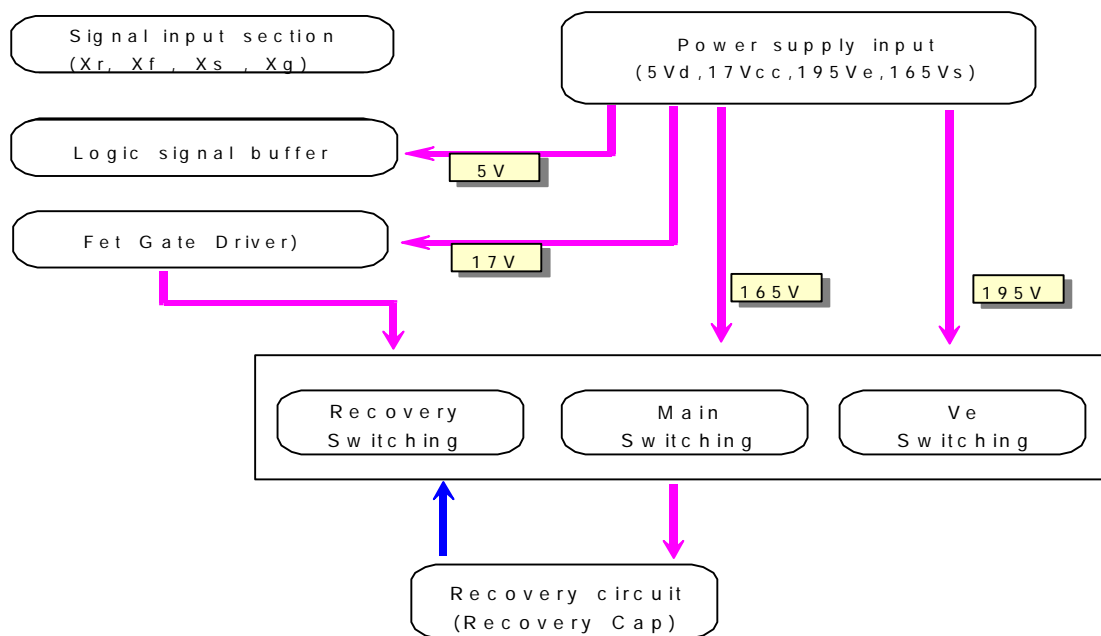 Signal input section
(Xr, Xf , Xs , Xg)
Power supply input
(5Vd,17Vcc,195Ve,165Vs)
Logic signal buffer
5V
Fet Gate Driver)
17V
165V
195V
Recovery
Switching
Main
Switching
Ve
Switching
Recovery circuit
(Recovery Cap)